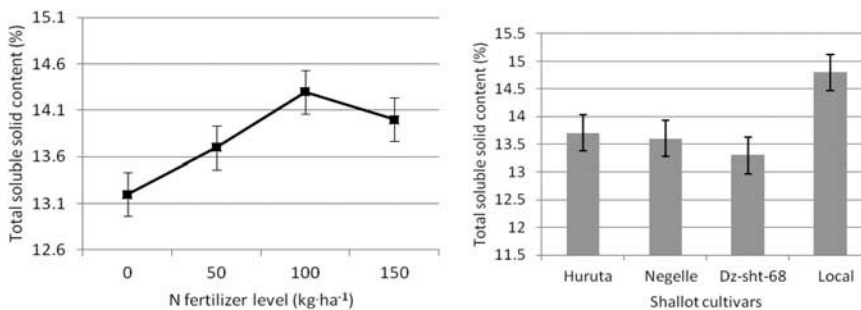 Total soluble solid content (%)
15.1
14.6
14.1
13.6
13.1
12.6
0 50 100 150
N fertilizer level (kg·ha⁻¹)
Total soluble solid content (%)
15.5
15
14.5
14
13.5
13
12.5
12
11.5
Huruta Negelle Dz-sht-68 Local
Shallot cultivars